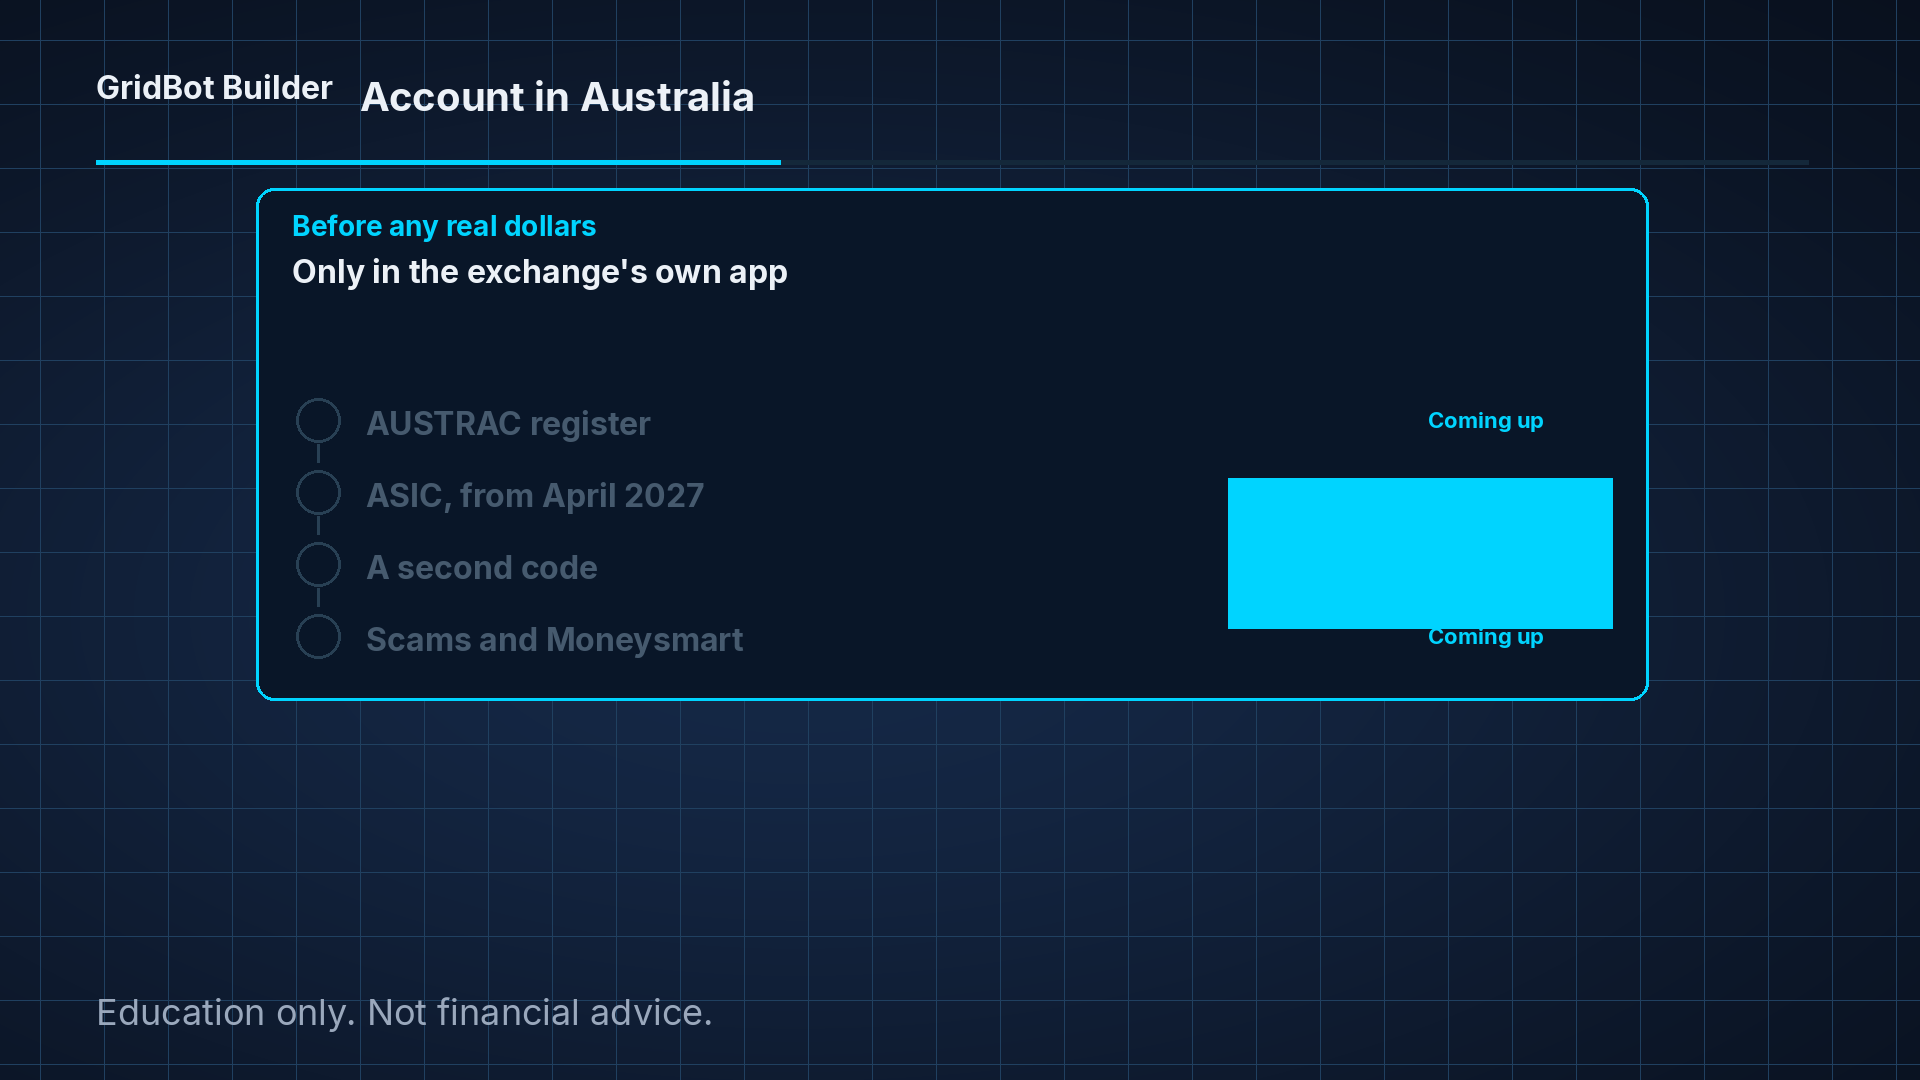 GridBot Builder
Account in Australia
Before any real dollars
Only in the exchange's own app
AUSTRAC register
Coming up
ASIC, from April 2027
A second code
Scams and Moneysmart
Coming up
Education only. Not financial advice.